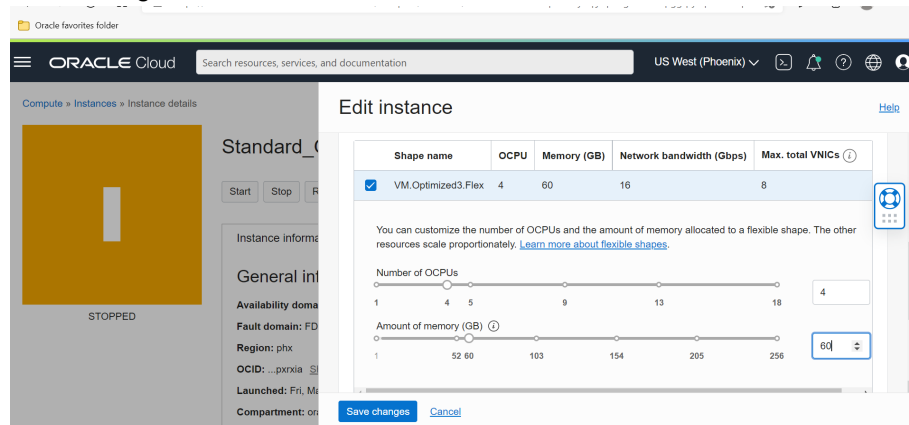 Oracle favorites folder
ORACLE Cloud
Search resources, services, and documentation
US West (Phoenix)
Compute » Instances » Instance details
STOPPED
Standard_
Start Stop
Instance informa
General inf
Availability doma
Fault domain: FD
Region: phx
OCID: ...pxrxia
Launched: Fri, Ma
Compartment: ora
Edit instance
Help
Shape name OCPU Memory (GB) Network bandwidth (Gbps) Max. total VNICs
VM.Optimized3.Flex 4 60 16 8
You can customize the number of OCPUs and the amount of memory allocated to a flexible shape. The other
resources scale proportionately. Learn more about flexible shapes.
Number of OCPUs
1 4 5 9 13 18
4
Amount of memory (GB)
1 52 60 103 154 205 256
60
Save changes Cancel